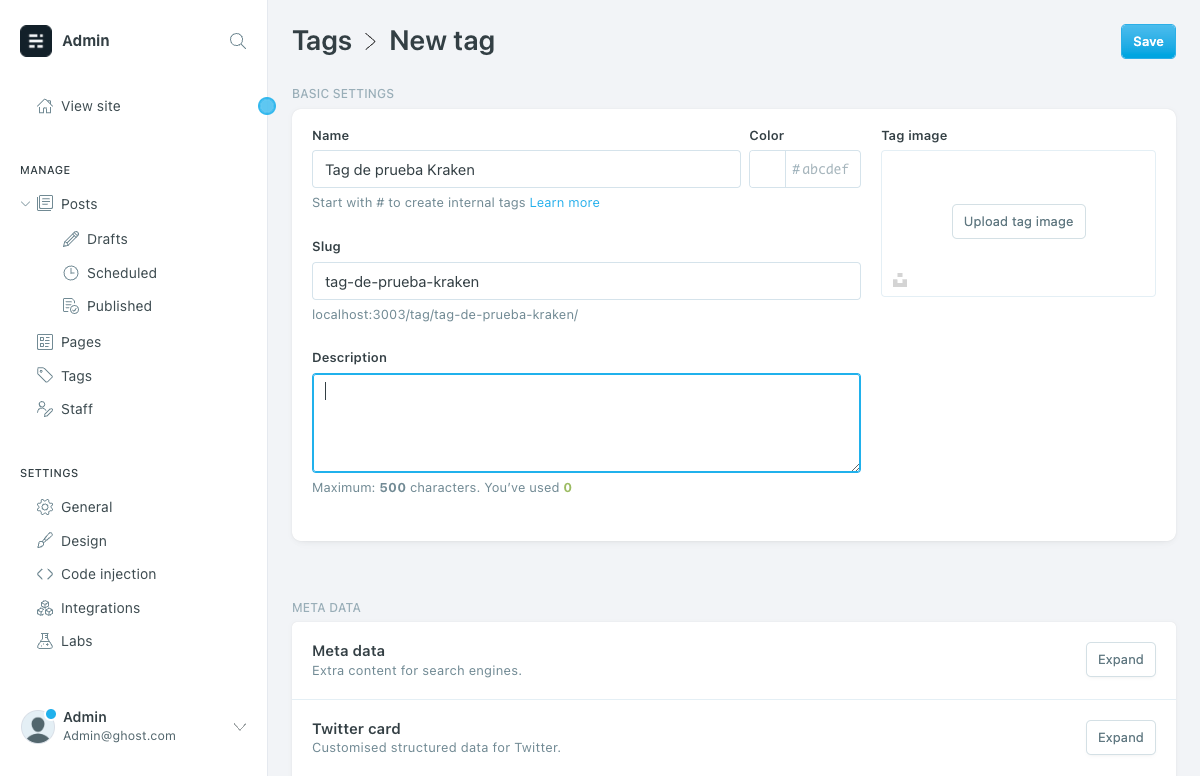 Admin
View site
MANAGE
Posts
Drafts
Scheduled
Published
Pages
Tags
Staff
SETTINGS
General
Design
Code injection
Integrations
Labs
Admin
Admin@ghost.com
Tags > New tag
Save
BASIC SETTINGS
Name
Tag de prueba Kraken
Start with # to create internal tags Learn more
Color
#abcdef
Tag image
Upload tag image
Slug
tag-de-prueba-kraken
localhost:3003/tag/tag-de-prueba-kraken/
Description
Maximum: 500 characters. You’ve used 0
META DATA
Meta data
Extra content for search engines.
Expand
Twitter card
Customised structured data for Twitter.
Expand